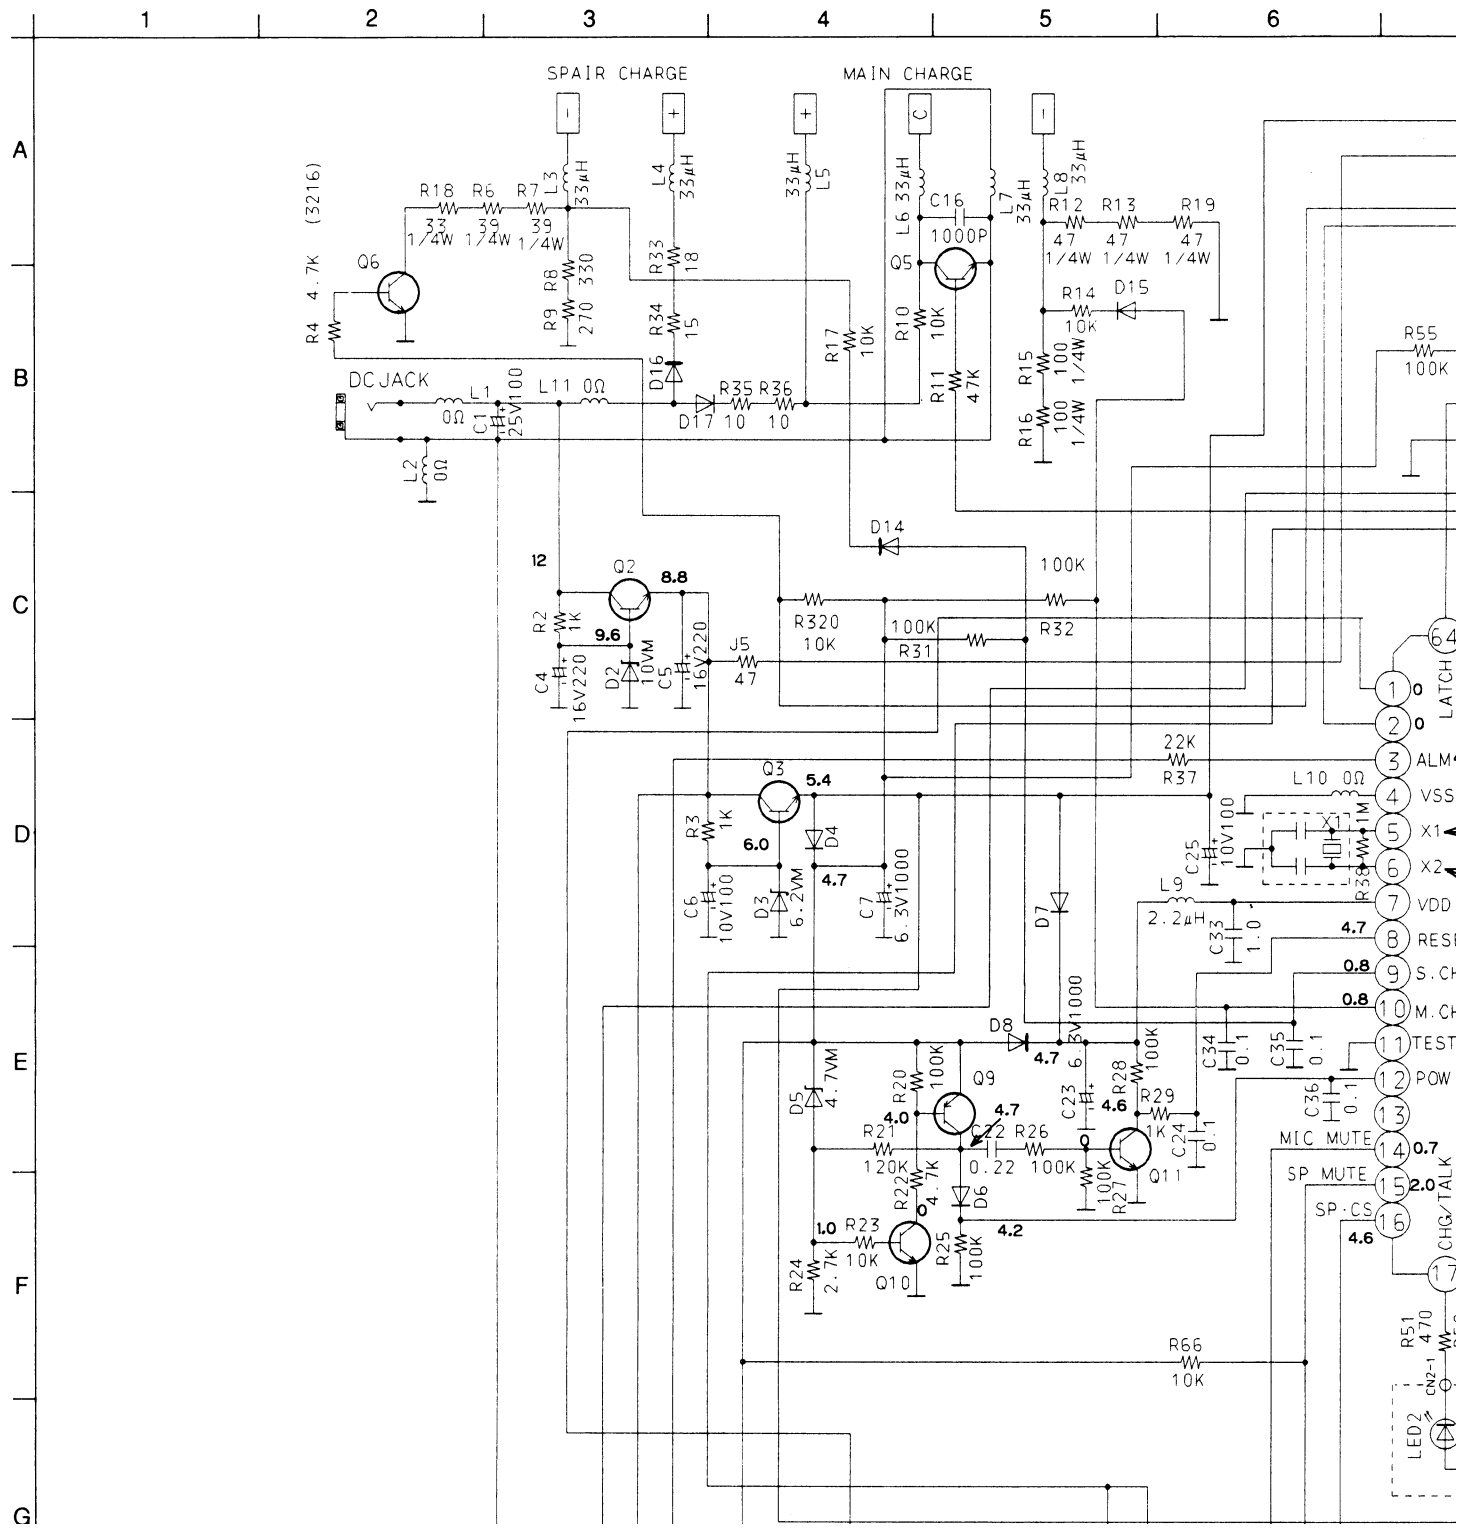 1 2 3 4 5 6
SPAIR CHARGE MAIN CHARGE
- + + C -
A
(3216)
L3 33μH
L4 33μH
33μH L5
L6 33μH
L7 33μH
L8 33μH
R18 33 1/4W
R6 39 1/4W
R7 39 1/4W
C16 1000P
R12 47 1/4W
R13 47 1/4W
R19 47 1/4W
Q6
R4 4.7K
R8 330
R9 270
R33 18
R34 15
Q5
R10 10K
R14 10K
D15
R17 10K
R11 47K
R15 100 1/4W
R16 100 1/4W
R55 100K
B
DC JACK
L1 0Ω
C1 25V100
L11 0Ω
D16
D17
R35 10
R36 10
L2 0Ω
D14
12
Q2
8.8
100K
C
R2 1K
9.6
R320 10K
100K R31
R32
J5 47
C4 16V220
D2 10VM
C5 16V220
64
LATCH
1 0
2 0
22K R37
3 ALM
Q3
5.4
L10 0Ω
4 VSS
D
R3 1K
6.0
D4
4.7
C25 10V100
X1
R38 1M
5 X1
6 X2
C6 10V100
D3 6.2VM
C7 6.3V1000
D7
L9 2.2μH
C33 1.0
7 VDD
4.7 8 RESE
0.8 9 S.CH
0.8 10 M.CH
D8
4.7
6.3V1000
C23
E
C34 0.1
C35 0.1
11 TEST
12 POW
C36 0.1
13
D5 4.7VM
R20 100K
Q9
4.0
4.7
R28 100K
4.6
R29 1K
C24 0.1
R21 120K
C22 0.22
R26 100K
0
Q11
MIC MUTE 14 0.7
R22 4.7K
0
D6
R27 100K
SP MUTE 15 2.0
SP·CS 16
4.6
CHG/TALK
17
1.0
R23 10K
Q10
R25 100K
4.2
R24 2.7K
F
R66 10K
R51 470
CN2-1
LED2
G